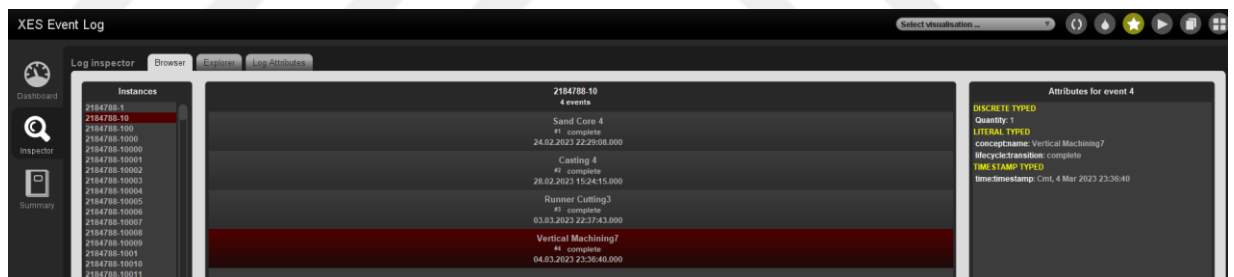 XES Event Log
Select visualisation ...
Log inspector Browser Explorer Log Attributes
Dashboard
Inspector
Summary
Instances
2184788-1
2184788-10
2184788-100
2184788-1000
2184788-10000
2184788-10001
2184788-10002
2184788-10003
2184788-10004
2184788-10005
2184788-10006
2184788-10007
2184788-10008
2184788-10009
2184788-1001
2184788-10010
2184788-10011
2184788-10
4 events
Sand Core 4
#1 complete
24.02.2023 22:29:08.000
Casting 4
#2 complete
28.02.2023 15:24:15.000
Runner Cutting3
#3 complete
03.03.2023 22:37:43.000
Vertical Machining7
#4 complete
04.03.2023 23:36:40.000
Attributes for event 4
DISCRETE TYPED
Quantity: 1
LITERAL TYPED
concept:name: Vertical Machining7
lifecycle:transition: complete
TIMESTAMP TYPED
time:timestamp: Cmt, 4 Mar 2023 23:36:40